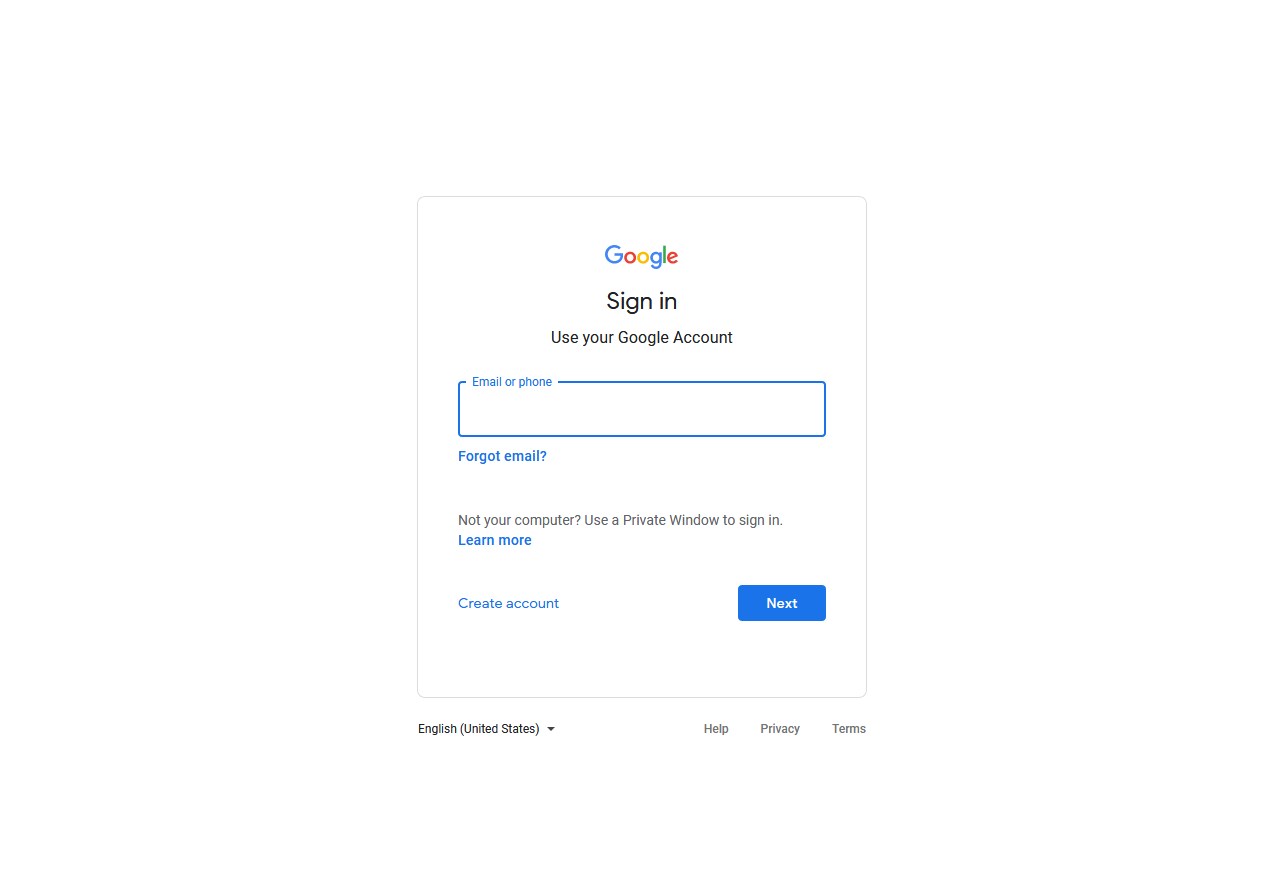 Google
Sign in
Use your Google Account
Email or phone
Forgot email?
Not your computer? Use a Private Window to sign in.
Learn more
Create account
Next
English (United States)
Help
Privacy
Terms